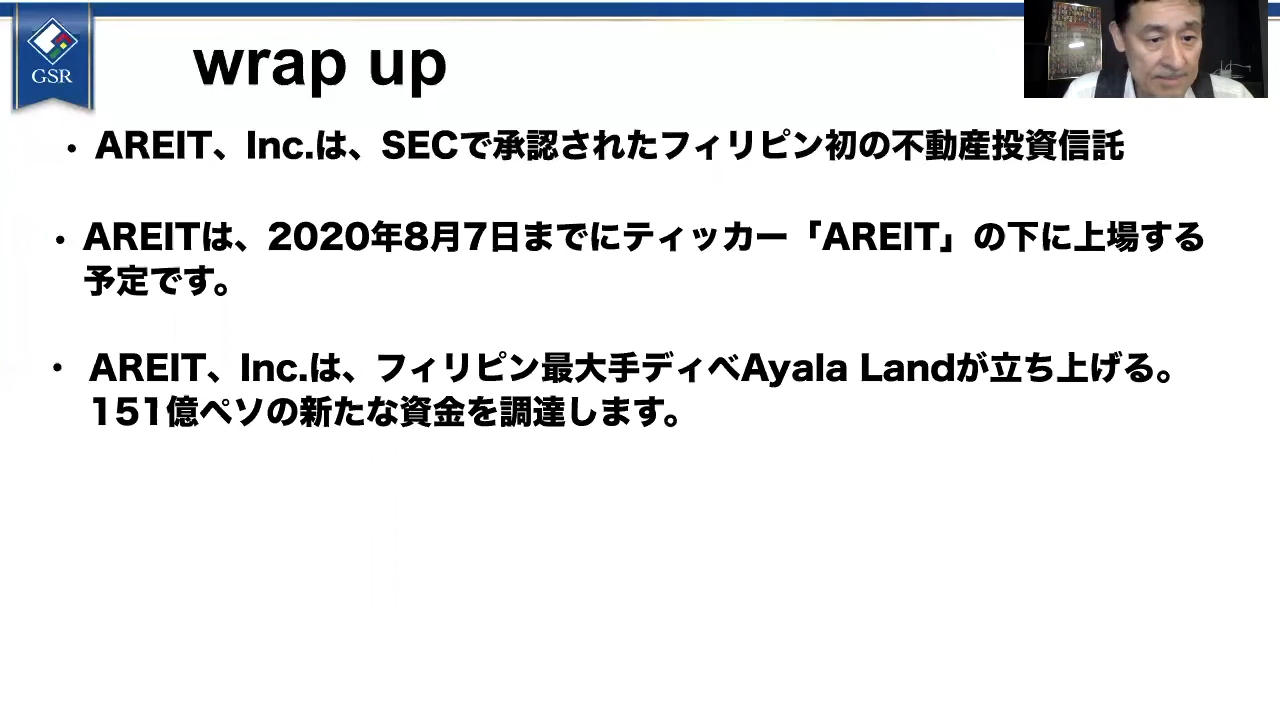 GSR
wrap up
• AREIT、Inc.は、SECで承認されたフィリピン初の不動産投資信託
• AREITは、2020年8月7日までにティッカー「AREIT」の下に上場する
予定です。
• AREIT、Inc.は、フィリピン最大手ディベAyala Landが立ち上げる。
151億ペソの新たな資金を調達します。